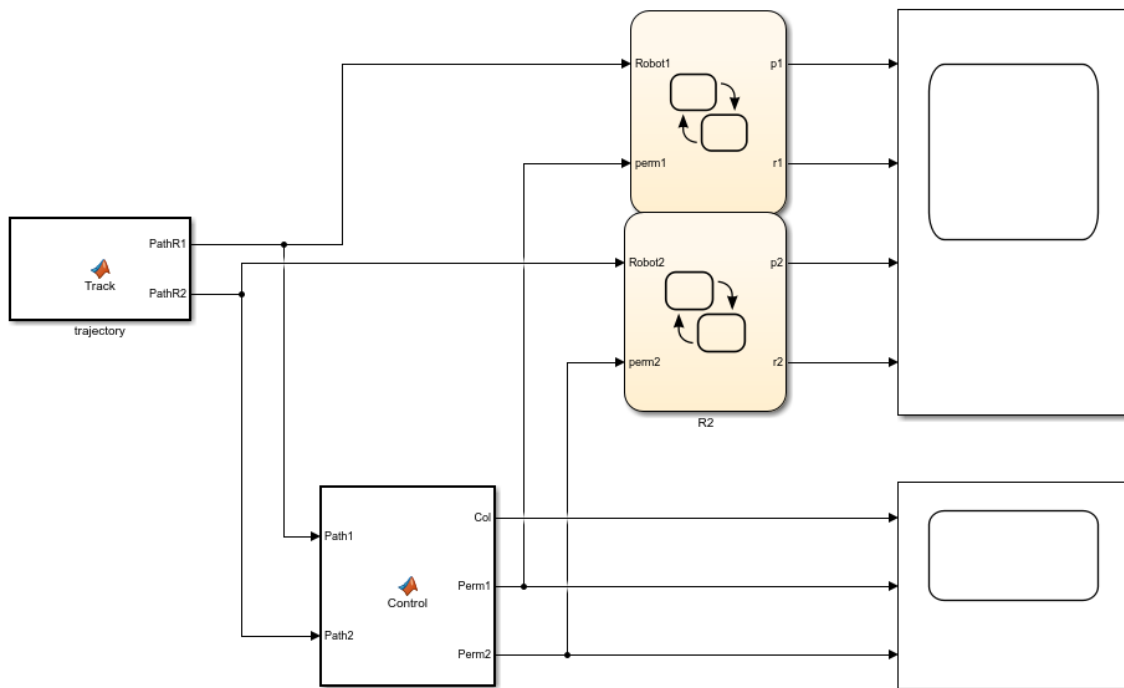 Robot1
p1
perm1
r1
PathR1
Track
PathR2
trajectory
Robot2
p2
perm2
r2
R2
Col
Path1
Perm1
Control
Path2
Perm2